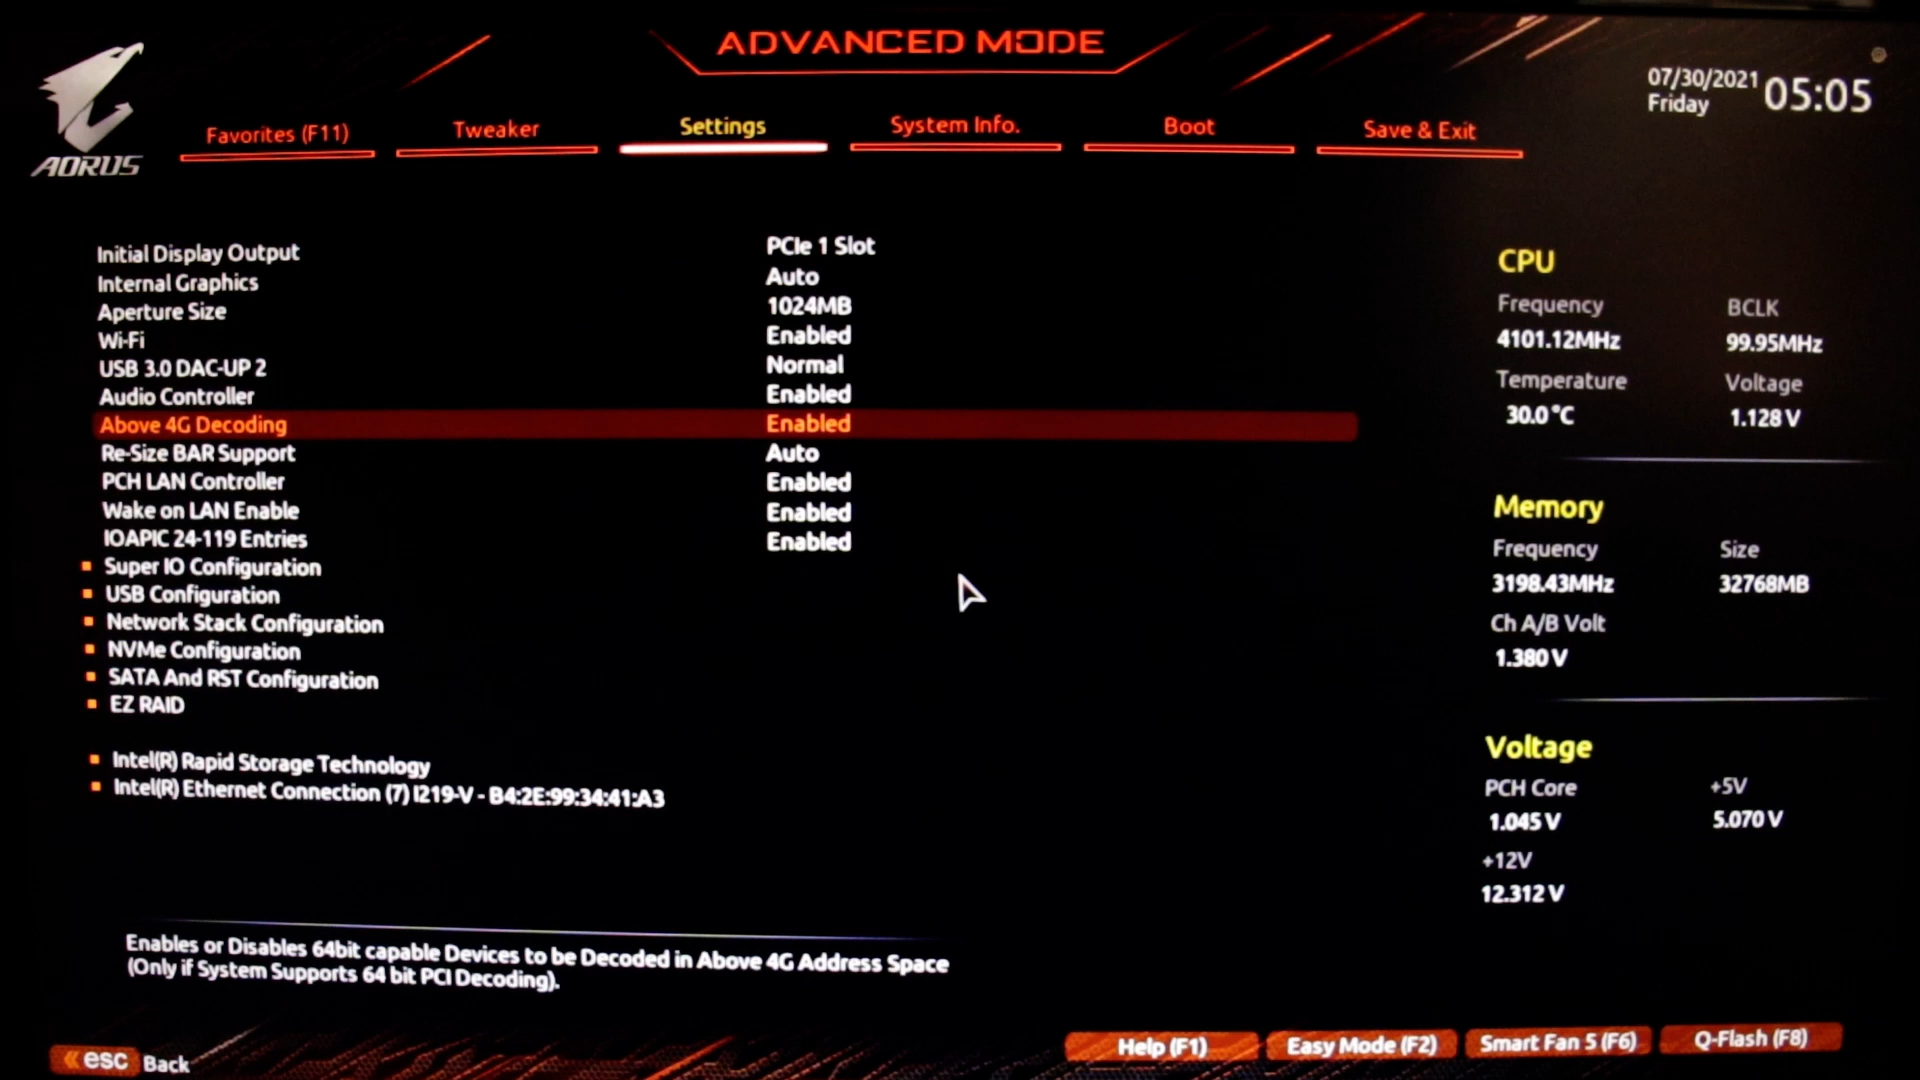 ADVANCED MODE
AORUS
07/30/2021 05:05
Friday
Favorites (F11) Tweaker Settings System Info. Boot Save & Exit
Initial Display Output PCIe 1 Slot
Internal Graphics Auto
Aperture Size 1024MB
Wi-Fi Enabled
USB 3.0 DAC-UP 2 Normal
Audio Controller Enabled
Above 4G Decoding Enabled
Re-Size BAR Support Auto
PCH LAN Controller Enabled
Wake on LAN Enable Enabled
IOAPIC 24-119 Entries Enabled
Super IO Configuration
USB Configuration
Network Stack Configuration
NVMe Configuration
SATA And RST Configuration
EZ RAID
Intel(R) Rapid Storage Technology
Intel(R) Ethernet Connection (7) I219-V - B4:2E:99:34:41:A3
CPU
Frequency BCLK
4101.12MHz 99.95MHz
Temperature Voltage
30.0 °C 1.128 V
Memory
Frequency Size
3198.43MHz 32768MB
Ch A/B Volt
1.380 V
Voltage
PCH Core +5V
1.045 V 5.070 V
+12V
12.312 V
Enables or Disables 64bit capable Devices to be Decoded in Above 4G Address Space
(Only if System Supports 64 bit PCI Decoding).
esc Back
Help (F1) Easy Mode (F2) Smart Fan 5 (F6) Q-Flash (F8)